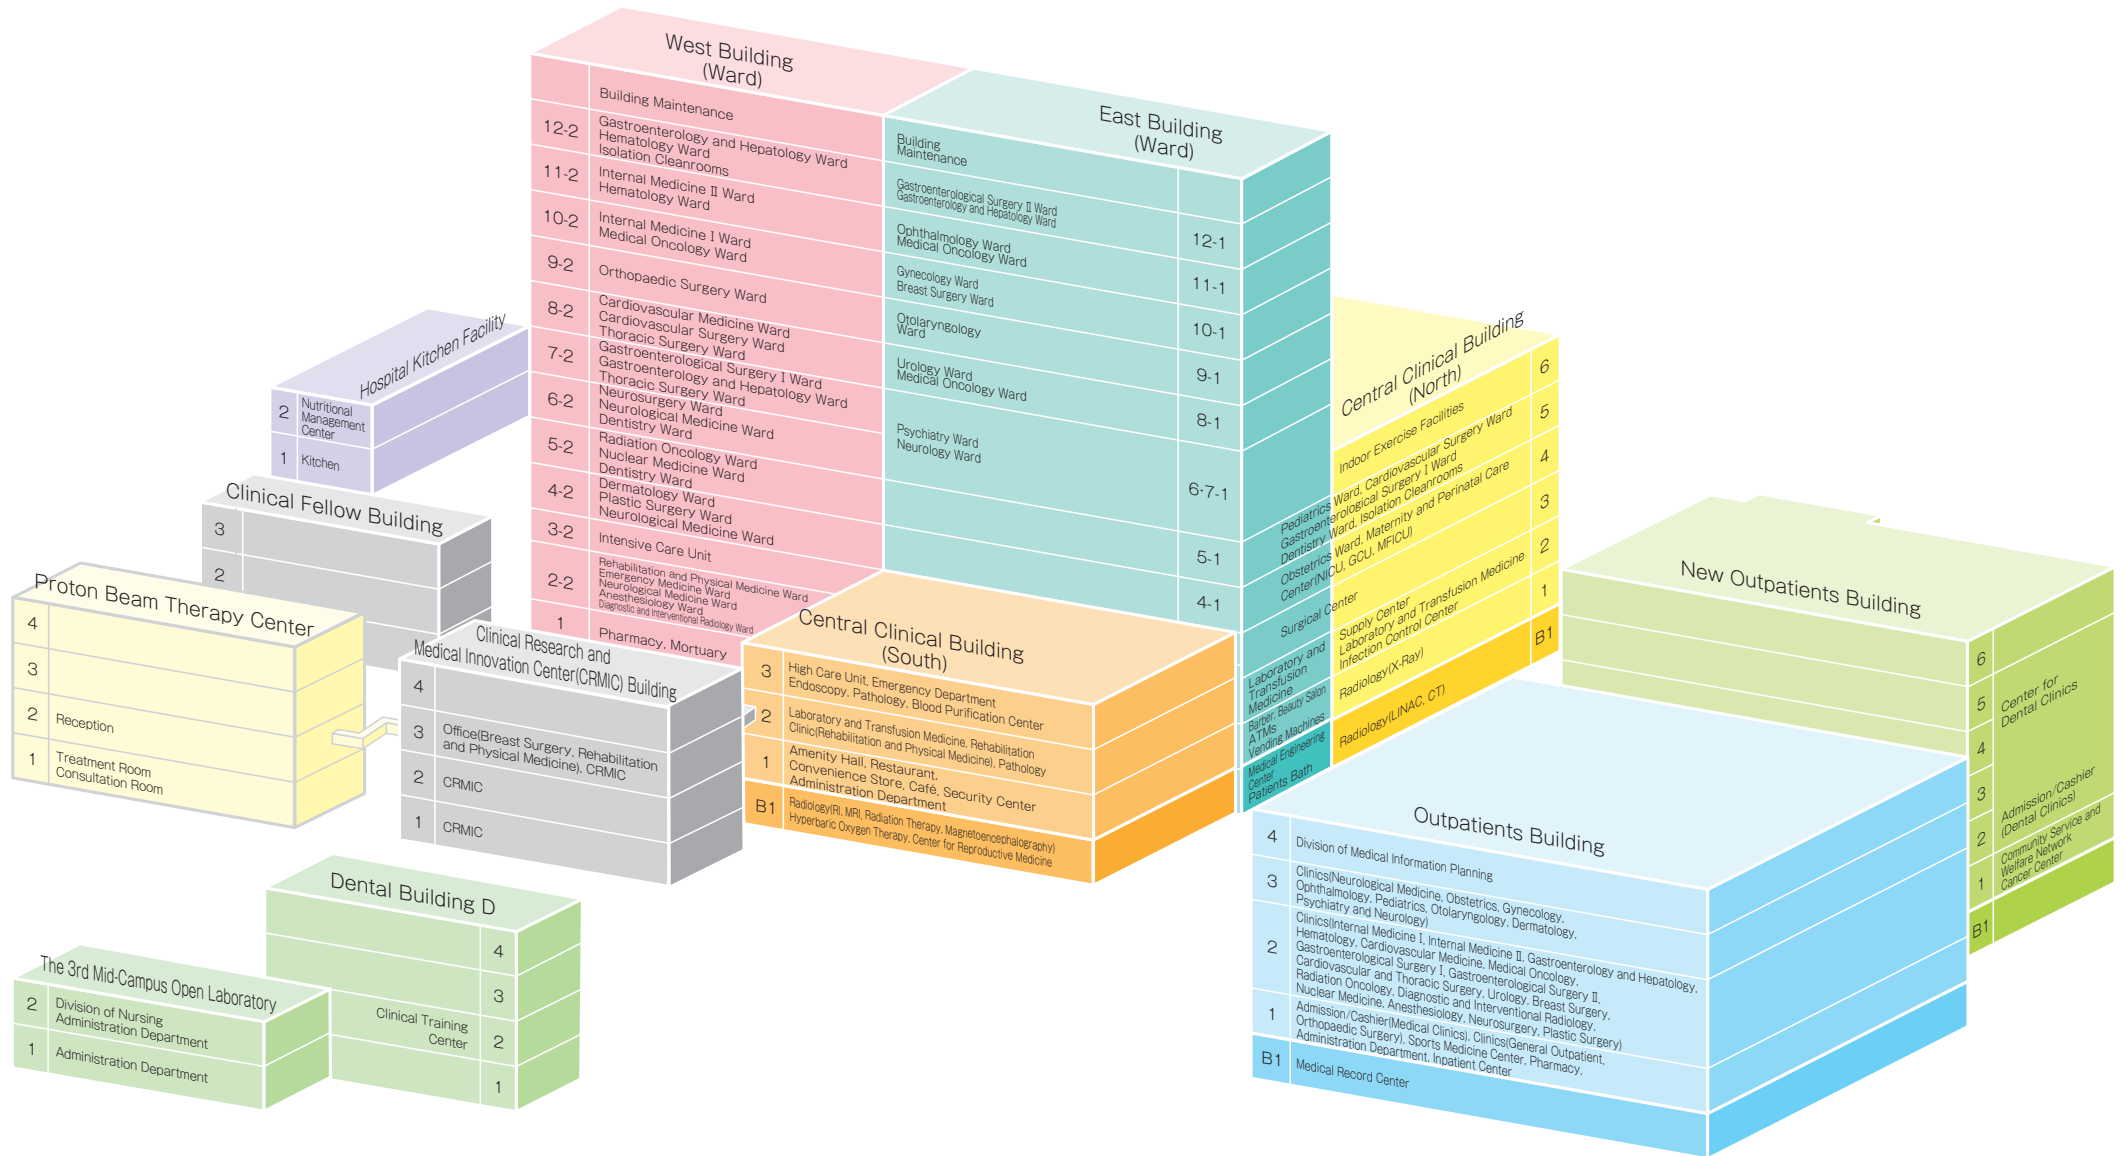 West Building
(Ward)
Building Maintenance
12-2
Gastroenterology and Hepatology Ward
Hematology Ward
Isolation Cleanrooms
11-2
Internal Medicine Ⅱ Ward
Hematology Ward
10-2
Internal Medicine Ⅰ Ward
Medical Oncology Ward
9-2
Orthopaedic Surgery Ward
8-2
Cardiovascular Medicine Ward
Cardiovascular Surgery Ward
Thoracic Surgery Ward
7-2
Gastroenterological Surgery Ⅰ Ward
Gastroenterology and Hepatology Ward
Thoracic Surgery Ward
6-2
Neurosurgery Ward
Neurological Medicine Ward
Dentistry Ward
5-2
Radiation Oncology Ward
Nuclear Medicine Ward
Dentistry Ward
4-2
Dermatology Ward
Plastic Surgery Ward
Neurological Medicine Ward
3-2
Intensive Care Unit
2-2
Rehabilitation and Physical Medicine Ward
Emergency Medicine Ward
Neurological Medicine Ward
Anesthesiology Ward
Diagnostic and Interventional Radiology Ward
1
Pharmacy, Mortuary
East Building
(Ward)
Building
Maintenance
Gastroenterological Surgery Ⅱ Ward
Gastroenterology and Hepatology Ward
12-1
Ophthalmology Ward
Medical Oncology Ward
11-1
Gynecology Ward
Breast Surgery Ward
10-1
Otolaryngology
Ward
9-1
Urology Ward
Medical Oncology Ward
8-1
Psychiatry Ward
Neurology Ward
6·7-1
5-1
4-1
Laboratory and
Transfusion
Medicine
Barber, Beauty Salon
ATMs
Vending Machines
Medical Engineering
Center
Patients Bath
Central Clinical Building
(North)
6
Indoor Exercise Facilities
5
Pediatrics Ward, Cardiovascular Surgery Ward
Gastroenterological Surgery Ⅰ Ward
Dentistry Ward, Isolation Cleanrooms
4
Obstetrics Ward, Maternity and Perinatal Care
Center(NICU, GCU, MFICU)
3
Surgical Center
2
Supply Center
Laboratory and Transfusion Medicine
Infection Control Center
1
Radiology(X-Ray)
B1
Radiology(LINAC, CT)
Hospital Kitchen Facility
2
Nutritional
Management
Center
1
Kitchen
Clinical Fellow Building
3
2
Proton Beam Therapy Center
4
3
2
Reception
1
Treatment Room
Consultation Room
Clinical Research and
Medical Innovation Center(CRMIC) Building
4
3
Office(Breast Surgery, Rehabilitation
and Physical Medicine), CRMIC
2
CRMIC
1
CRMIC
Central Clinical Building
(South)
3
High Care Unit, Emergency Department
Endoscopy, Pathology, Blood Purification Center
2
Laboratory and Transfusion Medicine, Rehabilitation
Clinic(Rehabilitation and Physical Medicine), Pathology
1
Amenity Hall, Restaurant,
Convenience Store, Café, Security Center
Administration Department
B1
Radiology(RI, MRI, Radiation Therapy, Magnetoencephalography)
Hyperbaric Oxygen Therapy, Center for Reproductive Medicine
New Outpatients Building
6
5
Center for
Dental Clinics
4
3
2
Admission/Cashier
(Dental Clinics)
1
Community Service and
Welfare Network
Cancer Center
B1
Outpatients Building
4
Division of Medical Information Planning
3
Clinics(Neurological Medicine, Obstetrics, Gynecology,
Ophthalmology, Pediatrics, Otolaryngology, Dermatology,
Psychiatry and Neurology)
2
Clinics(Internal Medicine Ⅰ, Internal Medicine Ⅱ, Gastroenterology and Hepatology,
Hematology, Cardiovascular Medicine, Medical Oncology,
Gastroenterological Surgery Ⅰ, Gastroenterological Surgery Ⅱ,
Cardiovascular and Thoracic Surgery, Urology, Breast Surgery,
Radiation Oncology, Diagnostic and Interventional Radiology,
Nuclear Medicine, Anesthesiology, Neurosurgery, Plastic Surgery)
1
Admission/Cashier(Medical Clinics), Clinics(General Outpatient,
Orthopaedic Surgery), Sports Medicine Center, Pharmacy,
Administration Department, Inpatient Center
B1
Medical Record Center
Dental Building D
4
3
Clinical Training
Center
2
1
The 3rd Mid-Campus Open Laboratory
2
Division of Nursing
Administration Department
1
Administration Department